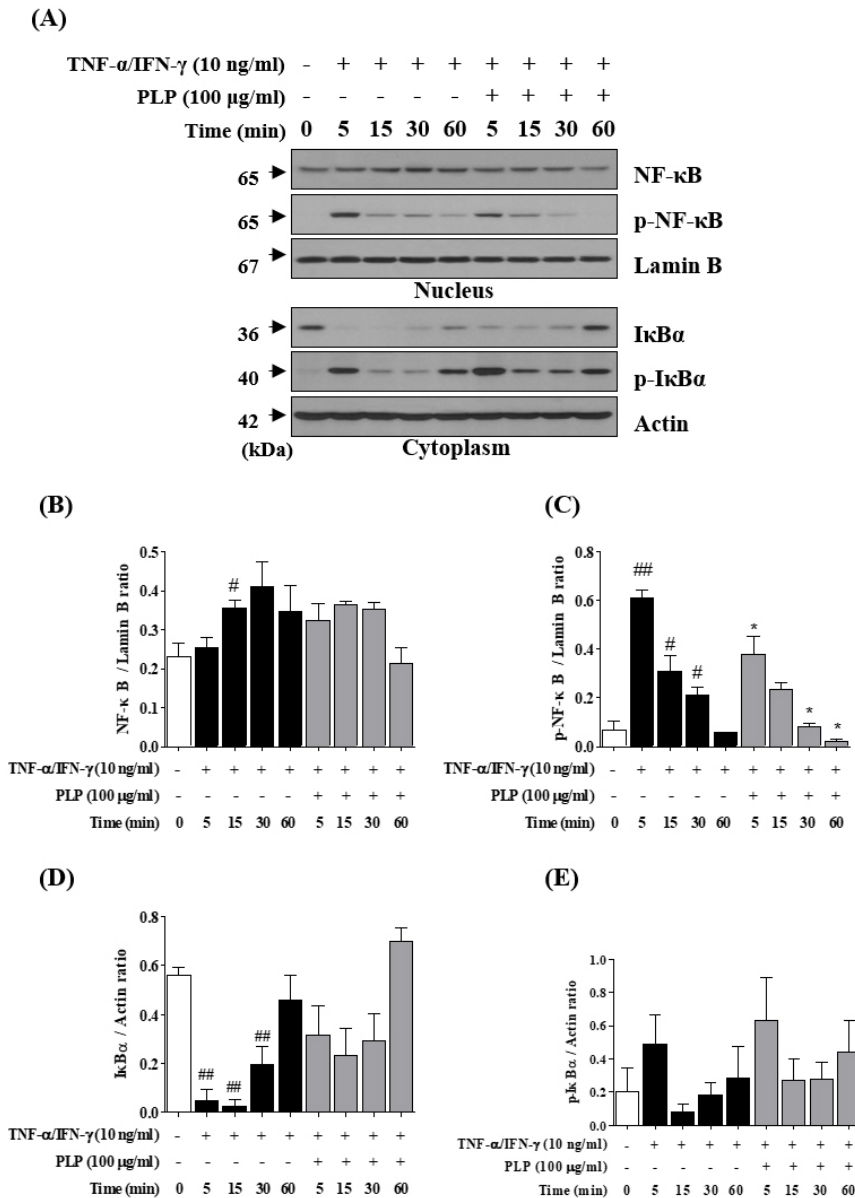 (A)
TNF-α/IFN-γ (10 ng/ml) - + + + + + + + +
PLP (100 μg/ml) - - - - - + + + +
Time (min) 0 5 15 30 60 5 15 30 60
65 NF-κB
65 p-NF-κB
67 Lamin B
Nucleus
36 IκBα
40 p-IκBα
42 Actin
(kDa) Cytoplasm
(B)
NF-κ B / Lamin B ratio
0.5
0.4
0.3
0.2
0.1
0.0
#
TNF-α/IFN-γ (10 ng/ml) - + + + + + + + +
PLP (100 μg/ml) - - - - - + + + +
Time (min) 0 5 15 30 60 5 15 30 60
(C)
p-NF-κ B / Lamin B ratio
0.8
0.6
0.4
0.2
0.0
## # # * * *
TNF-α/IFN-γ (10 ng/ml) - + + + + + + + +
PLP (100 μg/ml) - - - - - + + + +
Time (min) 0 5 15 30 60 5 15 30 60
(D)
IκBα / Actin ratio
0.8
0.6
0.4
0.2
0.0
## ## ##
TNF-α/IFN-γ (10 ng/ml) - + + + + + + + +
PLP (100 μg/ml) - - - - - + + + +
Time (min) 0 5 15 30 60 5 15 30 60
(E)
p-Iκ Bα / Actin ratio
1.0
0.8
0.6
0.4
0.2
0.0
TNF-α/IFN-γ (10 ng/ml) - + + + + + + + +
PLP (100 μg/ml) - - - - - + + + +
Time (min) 0 5 15 30 60 5 15 30 60